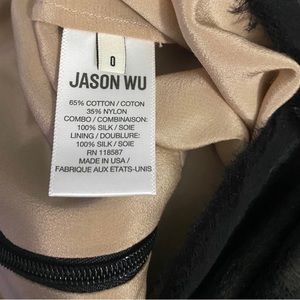 0
JASON WU
65% COTTON / COTON
35% NYLON
COMBO / COMBINAISON:
100% SILK / SOIE
LINING / DOUBLURE:
100% SILK / SOIE
RN 118587
MADE IN USA /
FABRIQUE AUX ETATS-UNIS